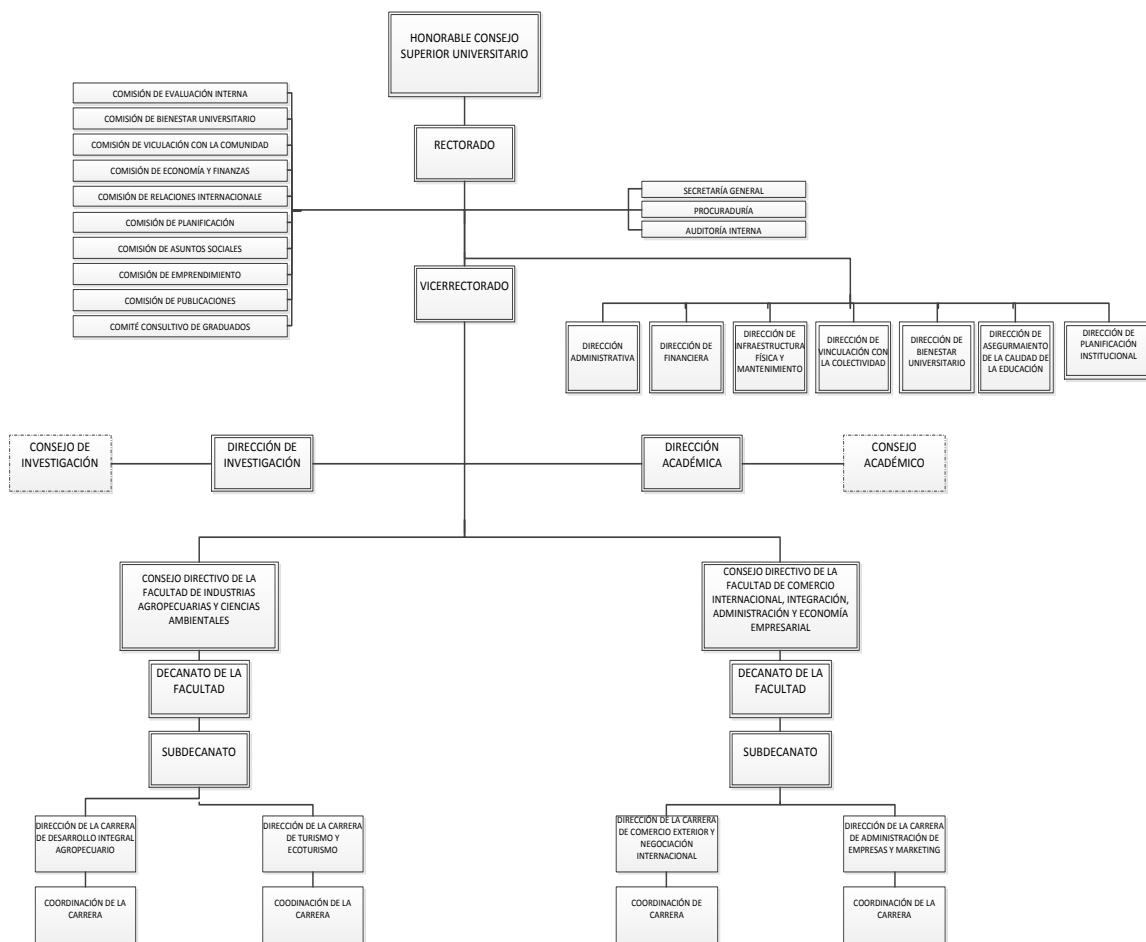 HONORABLE CONSEJO
SUPERIOR UNIVERSITARIO
COMISIÓN DE EVALUACIÓN INTERNA
COMISIÓN DE BIENESTAR UNIVERSITARIO
COMISIÓN DE VICULACIÓN CON LA COMUNIDAD
COMISIÓN DE ECONOMÍA Y FINANZAS
COMISIÓN DE RELACIONES INTERNACIONALE
COMISIÓN DE PLANIFICACIÓN
COMISIÓN DE ASUNTOS SOCIALES
COMISIÓN DE EMPRENDIMIENTO
COMISIÓN DE PUBLICACIONES
COMITÉ CONSULTIVO DE GRADUADOS
RECTORADO
SECRETARÍA GENERAL
PROCURADURÍA
AUDITORÍA INTERNA
VICERRECTORADO
DIRECCIÓN
ADMINISTRATIVA
DIRECCIÓN DE
FINANCIERA
DIRECCIÓN DE
INFRAESTRUCTURA
FÍSICA Y
MANTENIMIENTO
DIRECCIÓN DE
VINCULACIÓN CON
LA COLECTIVIDAD
DIRECCIÓN DE
BIENESTAR
UNIVERSITARIO
DIRECCIÓN DE
ASEGURMAIENTO
DE LA CALIDAD DE
LA EDUCACIÓN
DIRECCIÓN DE
PLANIFICACIÓN
INSTITUCIONAL
CONSEJO DE
INVESTIGACIÓN
DIRECCIÓN DE
INVESTIGACIÓN
DIRECCIÓN
ACADÉMICA
CONSEJO
ACADÉMICO
CONSEJO DIRECTIVO DE LA
FACULTAD DE INDUSTRIAS
AGROPECUARIAS Y CIENCIAS
AMBIENTALES
CONSEJO DIRECTIVO DE LA
FACULTAD DE COMERCIO
INTERNACIONAL, INTEGRACIÓN,
ADMINISTRACIÓN Y ECONOMÍA
EMPRESARIAL
DECANATO DE LA
FACULTAD
DECANATO DE LA
FACULTAD
SUBDECANATO
SUBDECANATO
DIRECCIÓN DE LA CARRERA
DE DESARROLLO INTEGRAL
AGROPECUARIO
DIRECCIÓN DE LA CARRERA
DE TURISMO Y
ECOTURISMO
DIRECCIÓN DE LA CARRERA
DE COMERCIO EXTERIOR Y
NEGOCIACIÓN
INTERNACIONAL
DIRECCIÓN DE LA CARRERA
DE ADMINISTRACIÓN DE
EMPRESAS Y MARKETING
COORDINACIÓN DE LA
CARRERA
COODINACIÓN DE LA
CARRERA
COORDINACIÓN DE
CARRERA
COORDINACIÓN DE LA
CARRERA